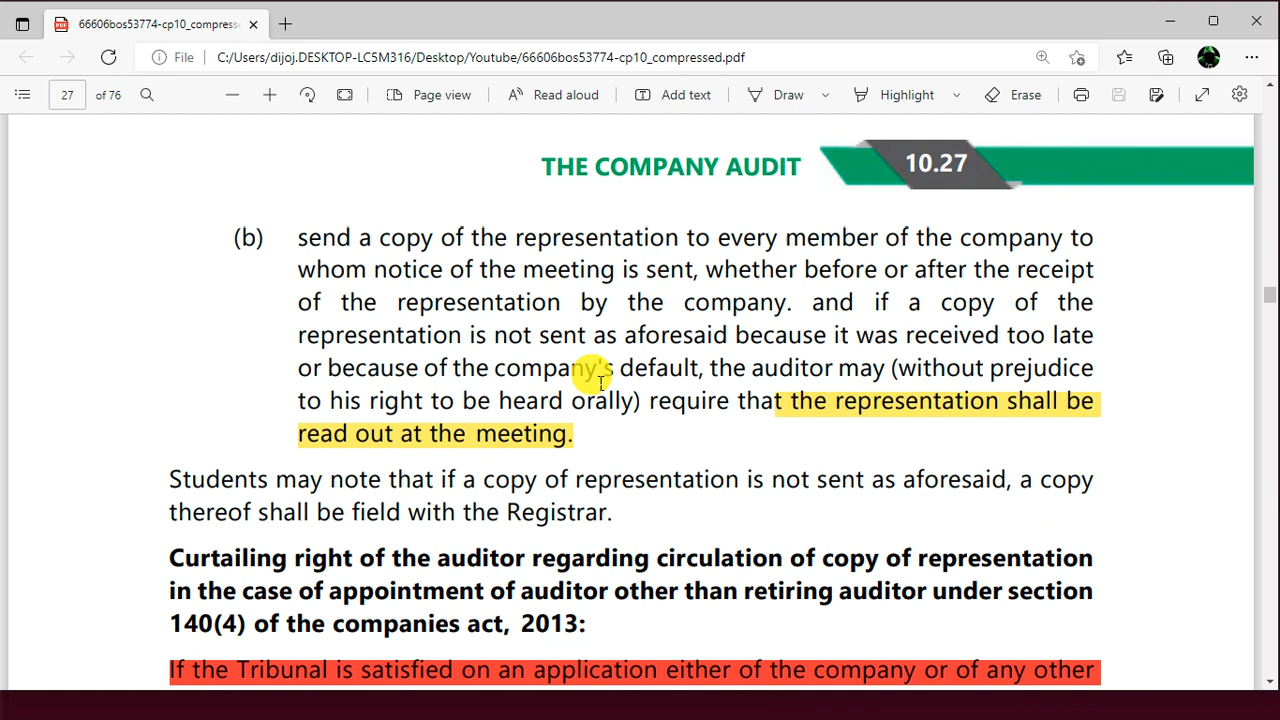 66606bos53774-cp10_compresse
File C:/Users/dijoj.DESKTOP-LC5M316/Desktop/Youtube/66606bos53774-cp10_compressed.pdf
27 of 76 Page view Read aloud Add text Draw Highlight Erase
THE COMPANY AUDIT 10.27
(b) send a copy of the representation to every member of the company to
whom notice of the meeting is sent, whether before or after the receipt
of the representation by the company. and if a copy of the
representation is not sent as aforesaid because it was received too late
or because of the company's default, the auditor may (without prejudice
to his right to be heard orally) require that the representation shall be
read out at the meeting.
Students may note that if a copy of representation is not sent as aforesaid, a copy
thereof shall be field with the Registrar.
Curtailing right of the auditor regarding circulation of copy of representation
in the case of appointment of auditor other than retiring auditor under section
140(4) of the companies act, 2013:
If the Tribunal is satisfied on an application either of the company or of any other